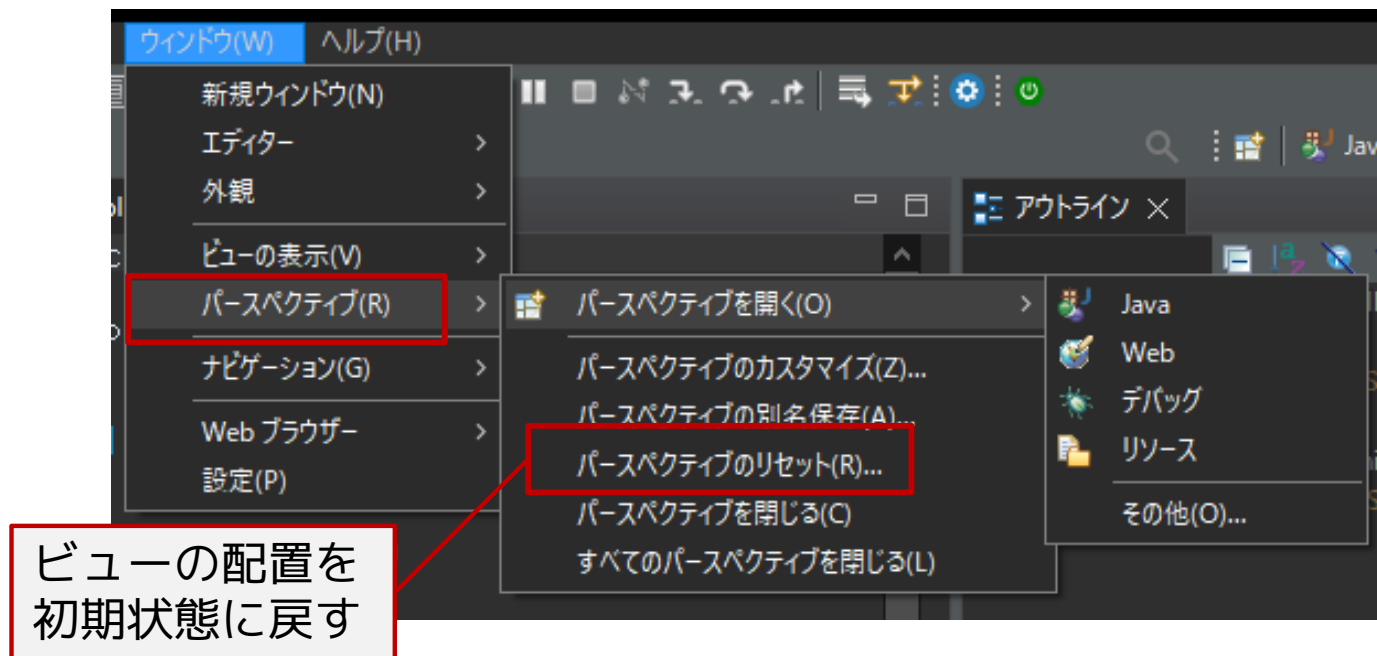 ウィンドウ(W) ヘルプ(H)
新規ウィンドウ(N)
エディター
外観
ビューの表示(V)
パースペクティブ(R)
ナビゲーション(G)
Web ブラウザー
設定(P)
アウトライン
パースペクティブを開く(O)
パースペクティブのカスタマイズ(Z)...
パースペクティブの別名保存(A)...
パースペクティブのリセット(R)...
パースペクティブを閉じる(C)
すべてのパースペクティブを閉じる(L)
Java
Web
デバッグ
リソース
その他(O)...
ビューの配置を
初期状態に戻す